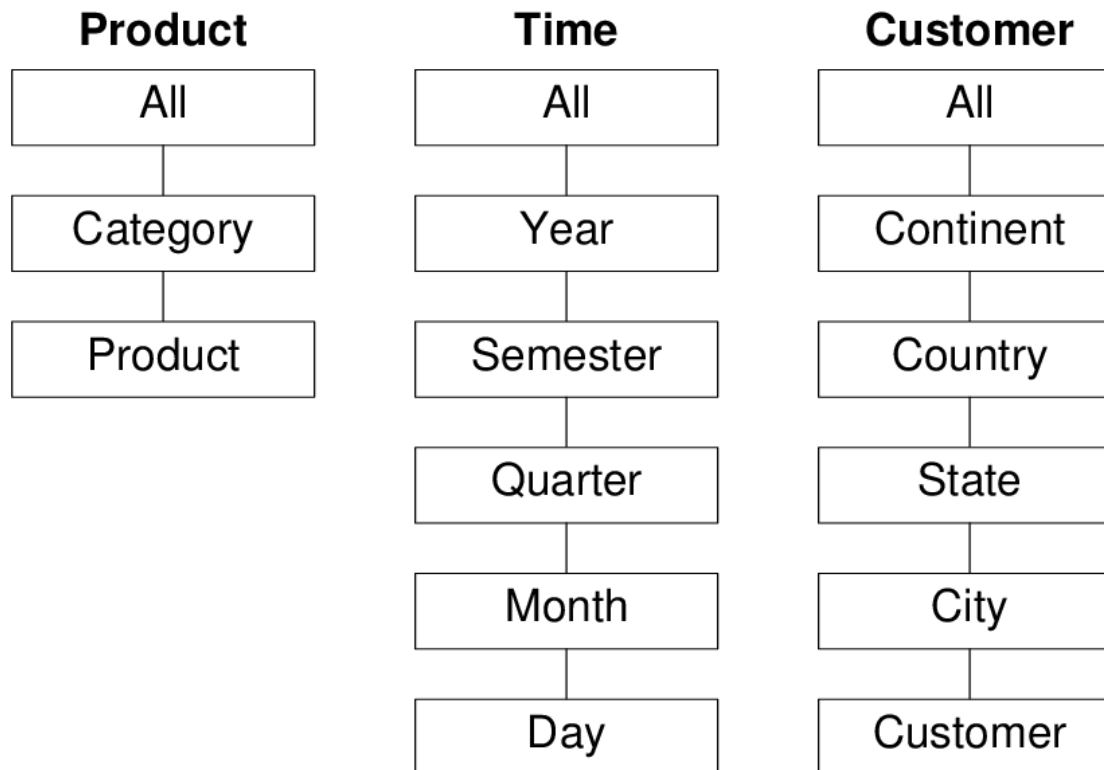 Product Time Customer
All All All
Category Year Continent
Product Semester Country
Quarter State
Month City
Day Customer